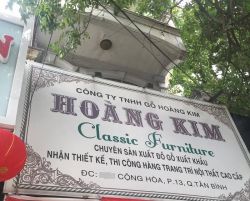 CÔNG TY TNHH GỖ HOÀNG KIM
HOÀNG KIM
Classic Furniture
CHUYÊN SẢN XUẤT ĐỒ GỖ XUẤT KHẨU
NHẬN THIẾT KẾ, THI CÔNG HÀNG TRANG TRÍ NỘI THẤT CAO CẤP
ĐC: CỘNG HÒA, P.13, Q.TÂN BÌNH